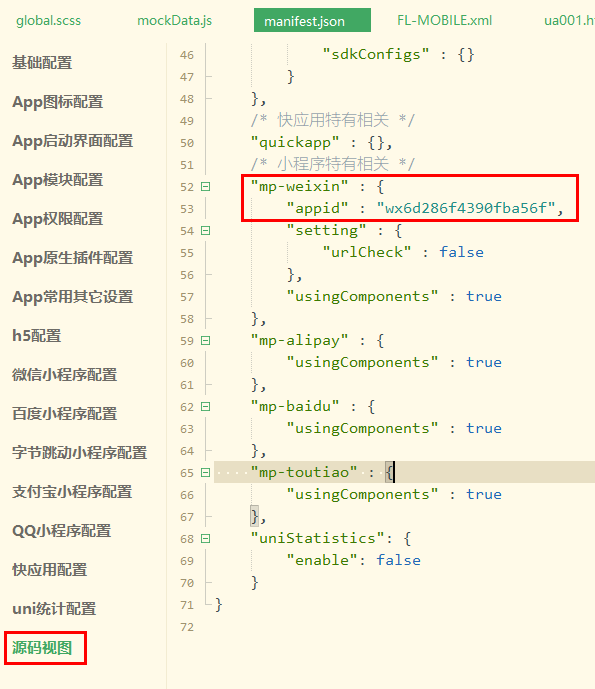 global.scss
mockData.js
manifest.json
FL-MOBILE.xml
ua001.h
基础配置
App图标配置
App启动界面配置
App模块配置
App权限配置
App原生插件配置
App常用其它设置
h5配置
微信小程序配置
百度小程序配置
字节跳动小程序配置
支付宝小程序配置
QQ小程序配置
快应用配置
uni统计配置
源码视图
46 "sdkConfigs" : {}
47 }
48 },
49 /* 快应用特有相关 */
50 "quickapp" : {},
51 /* 小程序特有相关 */
52 "mp-weixin" : {
53 "appid" : "wx6d286f4390fba56f",
54 "setting" : {
55 "urlCheck" : false
56 },
57 "usingComponents" : true
58 },
59 "mp-alipay" : {
60 "usingComponents" : true
61 },
62 "mp-baidu" : {
63 "usingComponents" : true
64 },
65 "mp-toutiao" : {
66 "usingComponents" : true
67 },
68 "uniStatistics": {
69 "enable": false
70 }
71 }
72